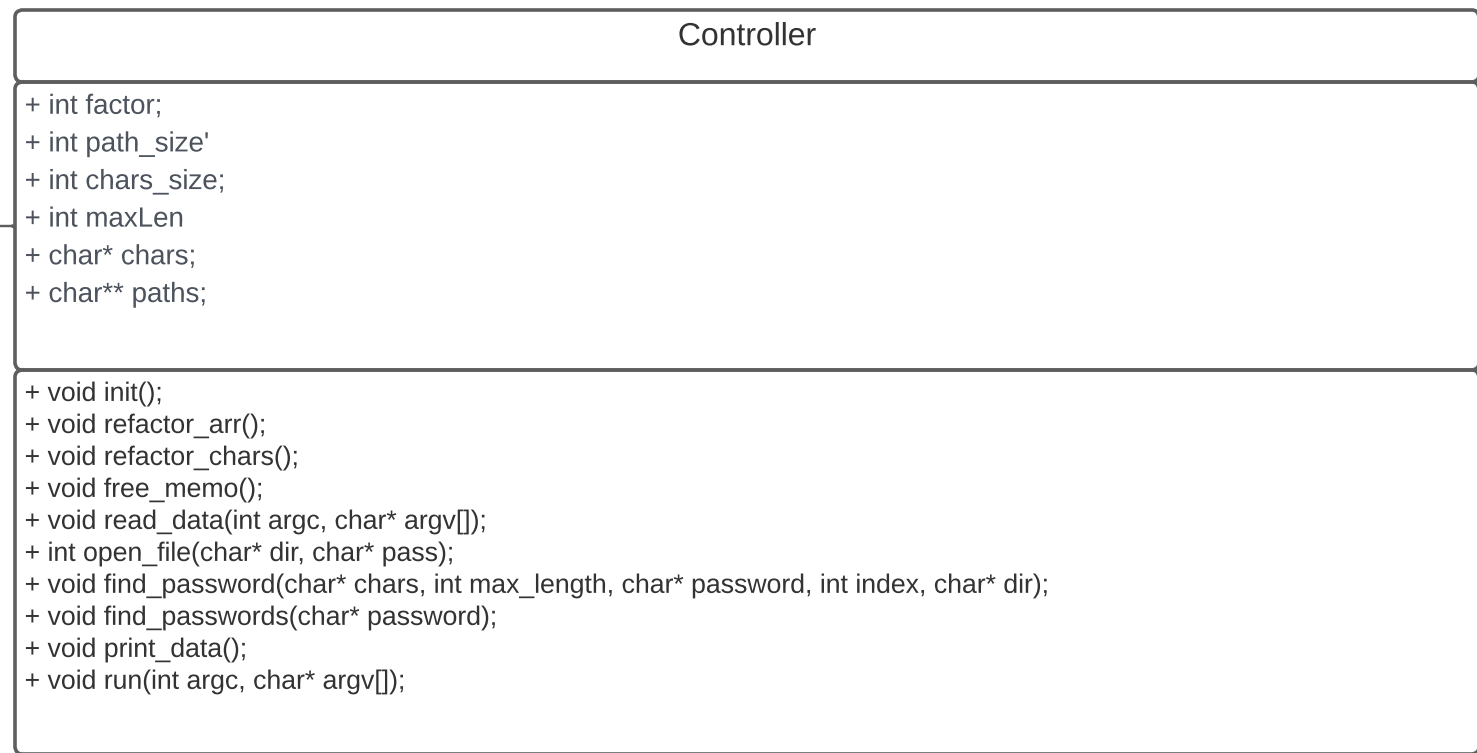 Controller
+ int factor;
+ int path_size'
+ int chars_size;
+ int maxLen
+ char* chars;
+ char** paths;
+ void init();
+ void refactor_arr();
+ void refactor_chars();
+ void free_memo();
+ void read_data(int argc, char* argv[]);
+ int open_file(char* dir, char* pass);
+ void find_password(char* chars, int max_length, char* password, int index, char* dir);
+ void find_passwords(char* password);
+ void print_data();
+ void run(int argc, char* argv[]);